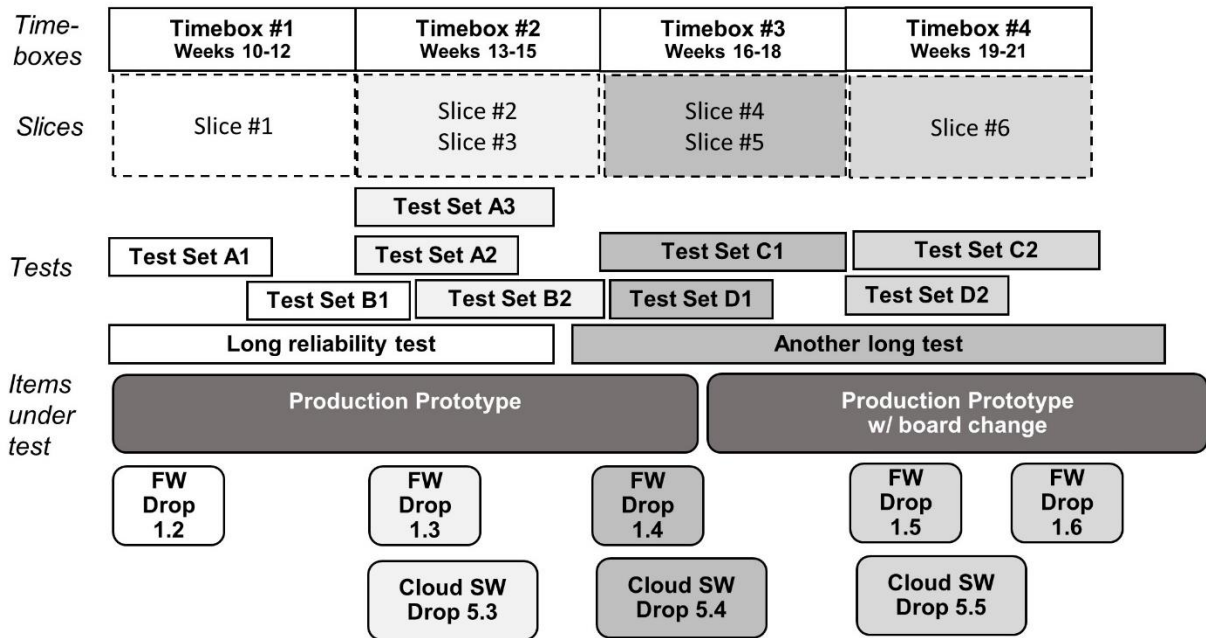 Time-
boxes
Timebox #1
Weeks 10-12
Timebox #2
Weeks 13-15
Timebox #3
Weeks 16-18
Timebox #4
Weeks 19-21
Slices
Slice #1
Slice #2
Slice #3
Slice #4
Slice #5
Slice #6
Tests
Test Set A3
Test Set A1
Test Set A2
Test Set C1
Test Set C2
Test Set B1
Test Set B2
Test Set D1
Test Set D2
Long reliability test
Another long test
Items
under
test
Production Prototype
Production Prototype
w/ board change
FW
Drop
1.2
FW
Drop
1.3
FW
Drop
1.4
FW
Drop
1.5
FW
Drop
1.6
Cloud SW
Drop 5.3
Cloud SW
Drop 5.4
Cloud SW
Drop 5.5